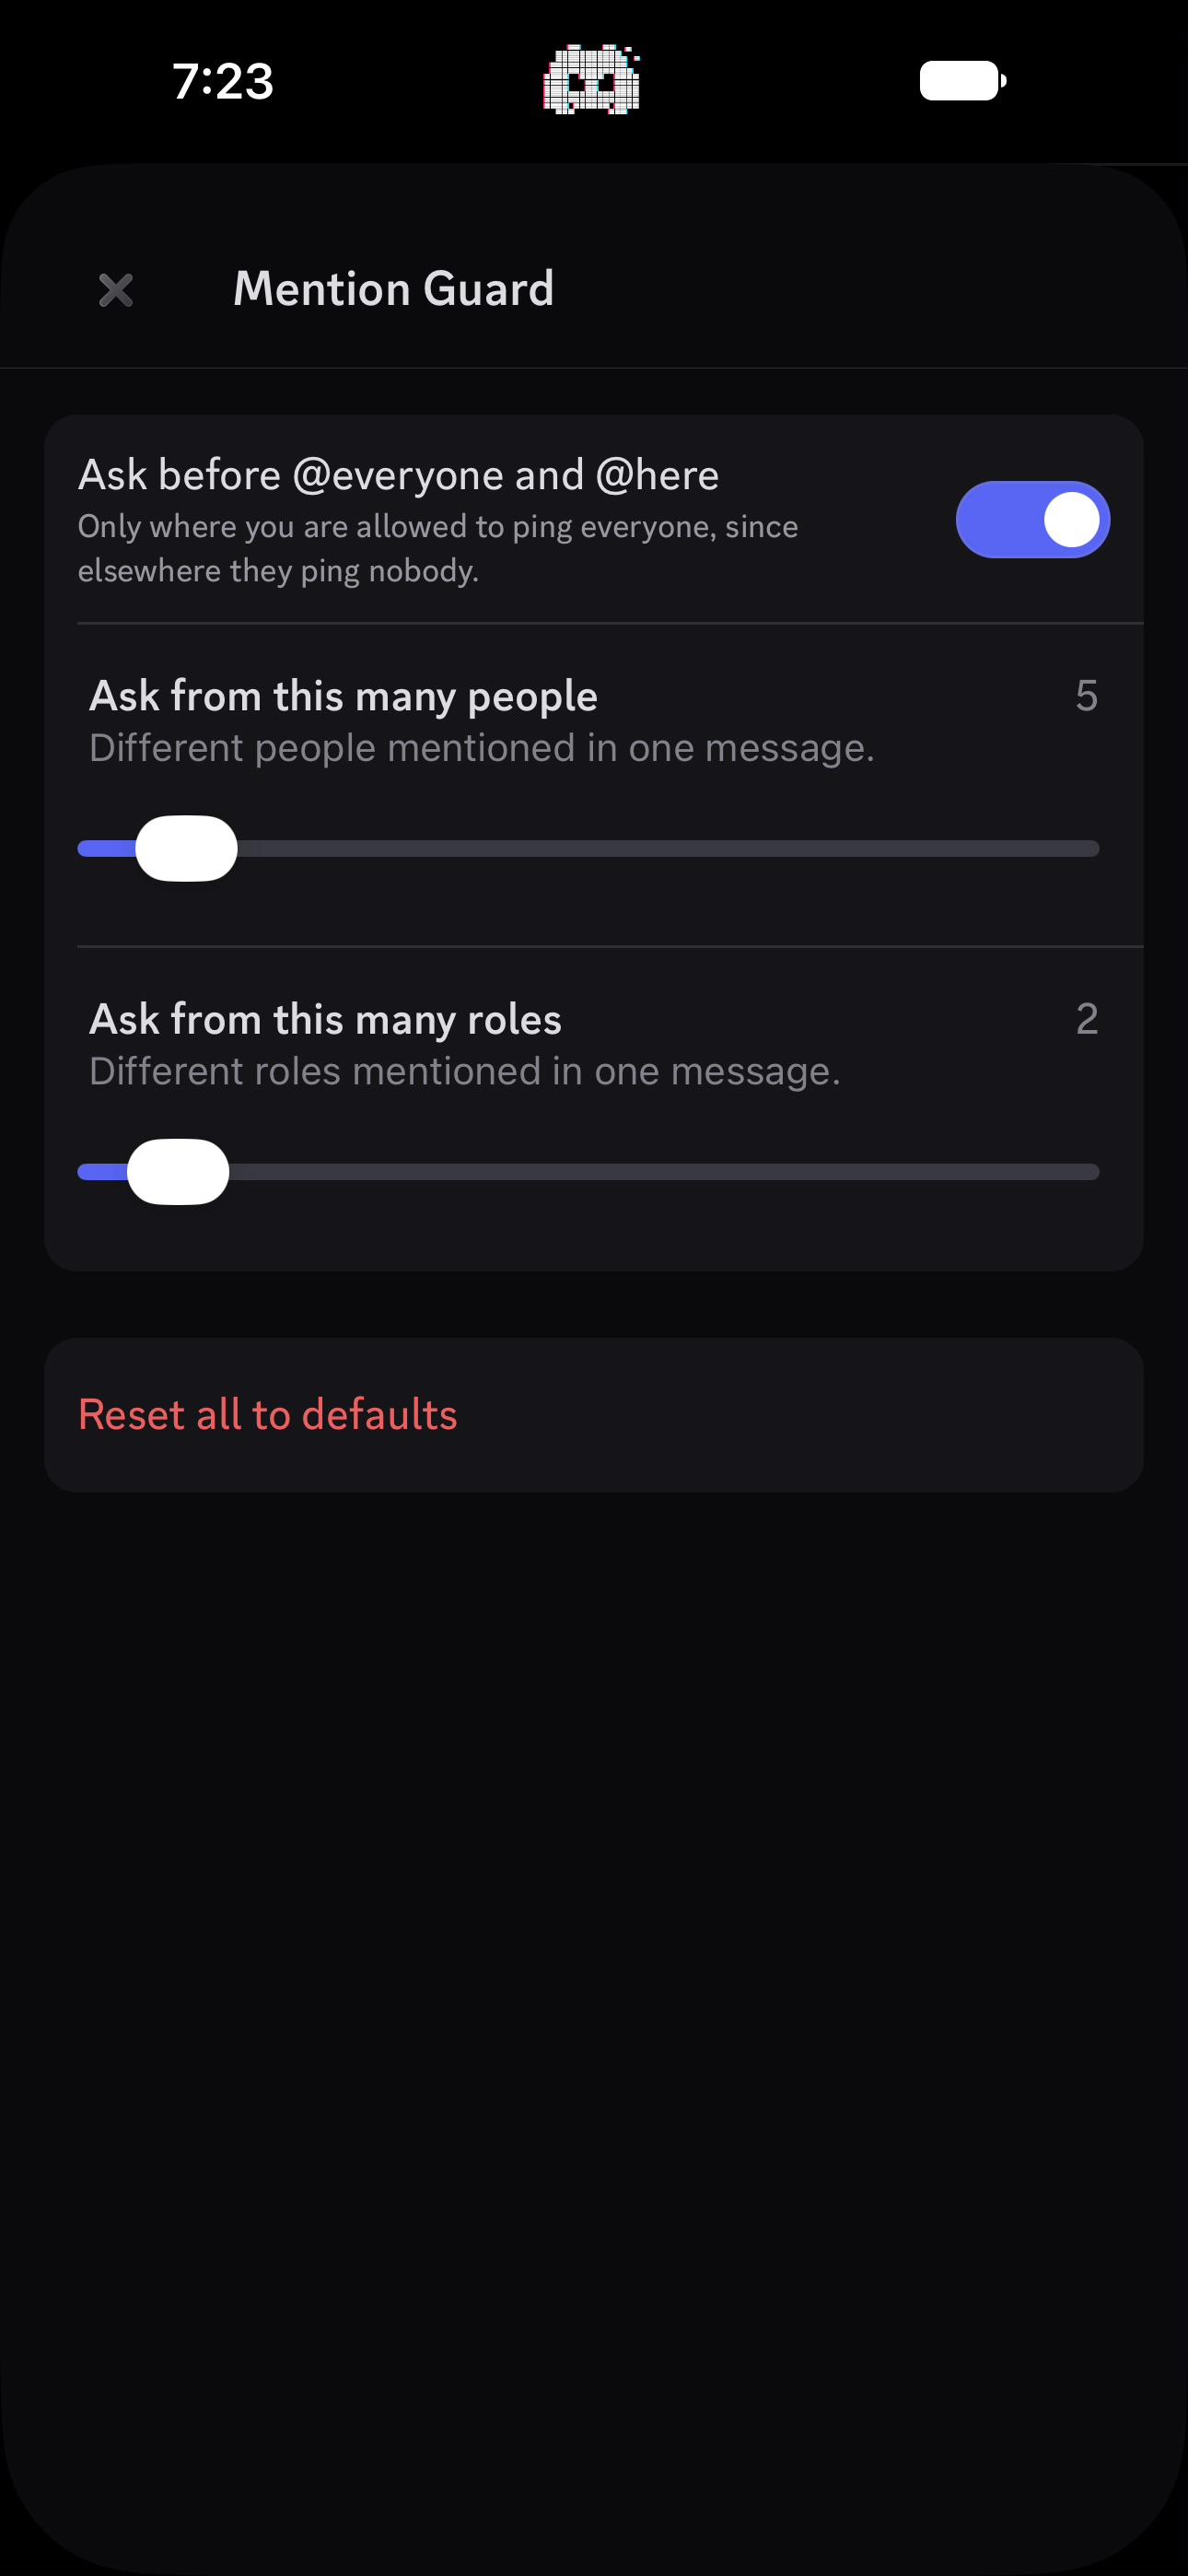 7:23
Mention Guard
Ask before @everyone and @here
Only where you are allowed to ping everyone, since
elsewhere they ping nobody.
Ask from this many people
5
Different people mentioned in one message.
Ask from this many roles
2
Different roles mentioned in one message.
Reset all to defaults